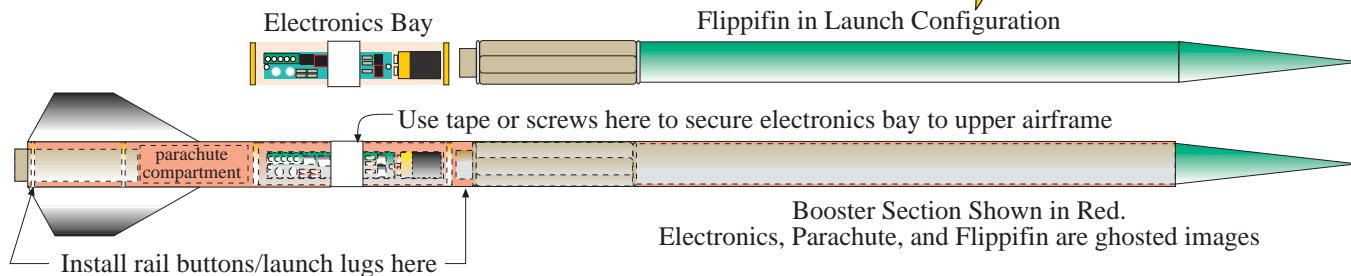 Electronics Bay
Flippifin in Launch Configuration
Use tape or screws here to secure electronics bay to upper airframe
parachute
compartment
Booster Section Shown in Red.
Electronics, Parachute, and Flippifin are ghosted images
Install rail buttons/launch lugs here